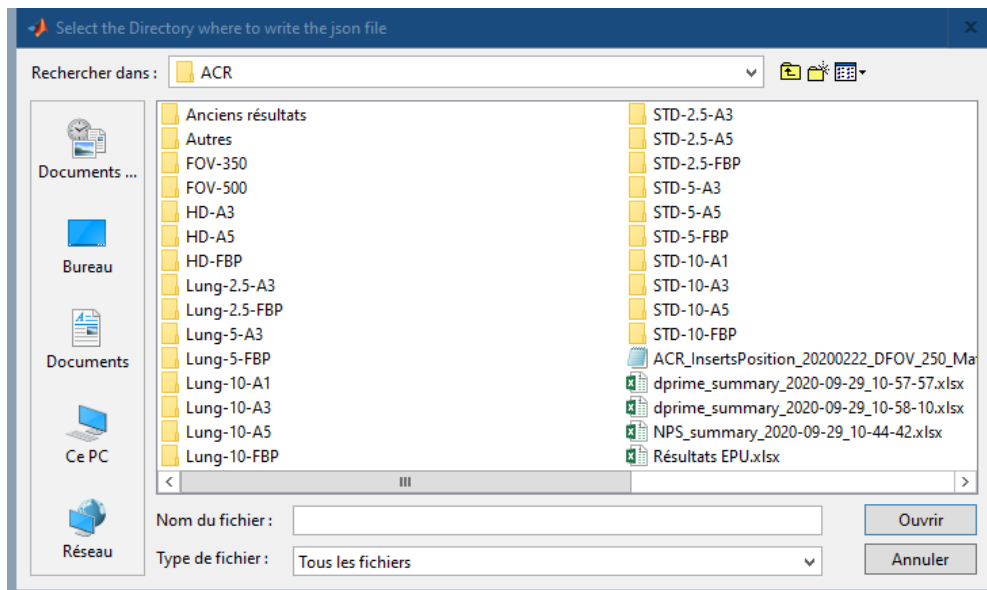 Select the Directory where to write the json file
Rechercher dans :
ACR
Documents ...
Bureau
Documents
Ce PC
Réseau
Anciens résultats
Autres
FOV-350
FOV-500
HD-A3
HD-A5
HD-FBP
Lung-2.5-A3
Lung-2.5-FBP
Lung-5-A3
Lung-5-FBP
Lung-10-A1
Lung-10-A3
Lung-10-A5
Lung-10-FBP
STD-2.5-A3
STD-2.5-A5
STD-2.5-FBP
STD-5-A3
STD-5-A5
STD-5-FBP
STD-10-A1
STD-10-A3
STD-10-A5
STD-10-FBP
ACR_InsertsPosition_20200222_DFOV_250_Ma
dprime_summary_2020-09-29_10-57-57.xlsx
dprime_summary_2020-09-29_10-58-10.xlsx
NPS_summary_2020-09-29_10-44-42.xlsx
Résultats EPU.xlsx
Nom du fichier :
Ouvrir
Type de fichier :
Tous les fichiers
Annuler